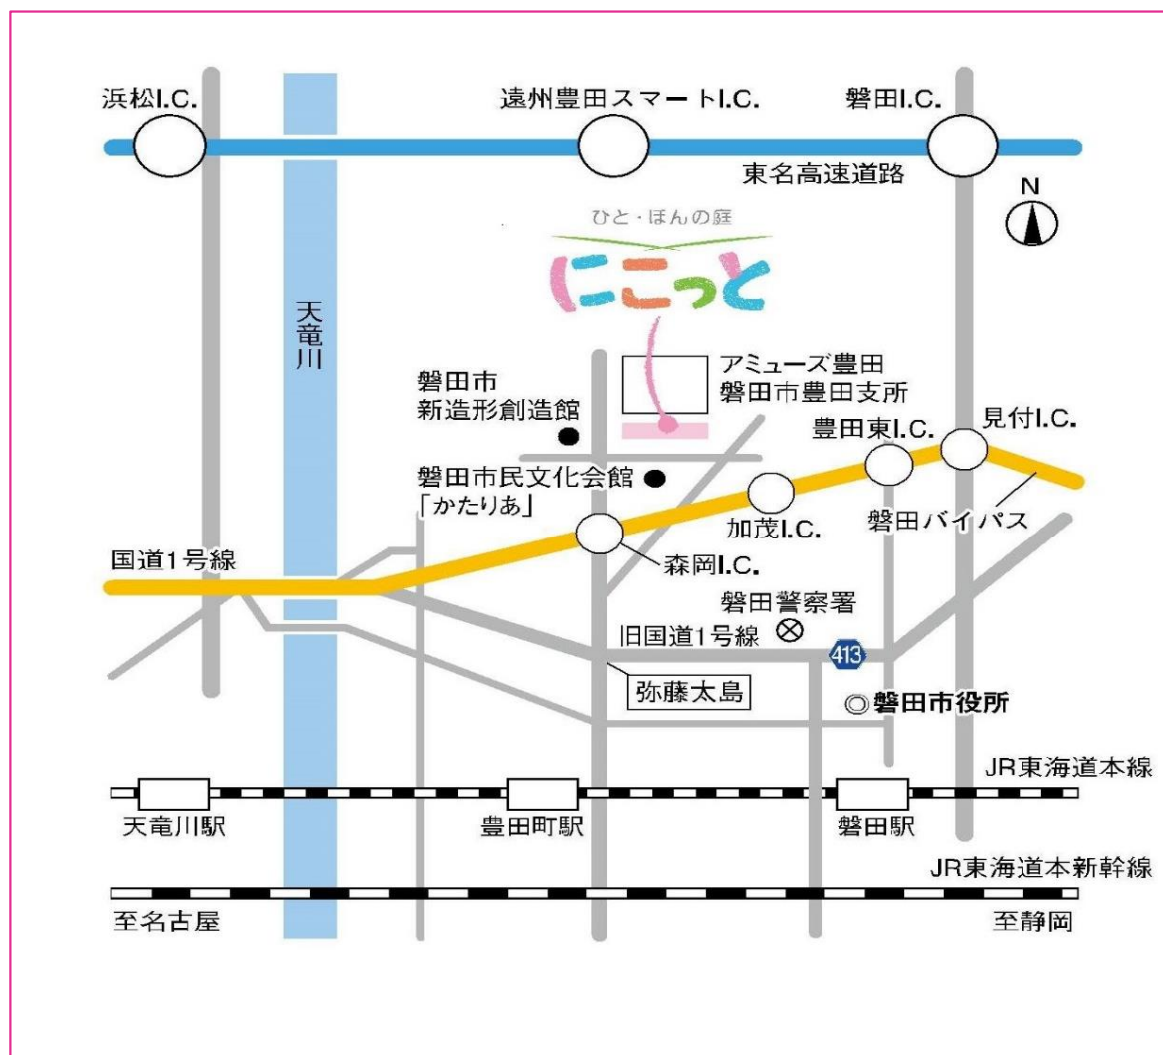 浜松I.C.
遠州豊田スマートI.C.
磐田I.C.
東名高速道路
N
ひと・ほんの庭
にこっと
天竜川
アミューズ豊田
磐田市豊田支所
磐田市
新造形創造館
見付I.C.
豊田東I.C.
磐田市民文化会館
「かたりあ」
加茂I.C.
磐田バイパス
国道1号線
森岡I.C.
磐田警察署
旧国道1号線
413
弥藤太島
磐田市役所
JR東海道本線
天竜川駅
豊田町駅
磐田駅
JR東海道本新幹線
至名古屋
至静岡